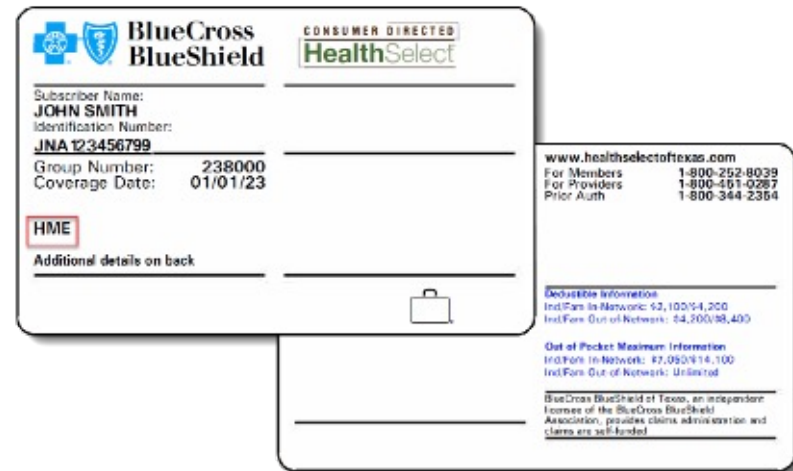 BlueCross
BlueShield
CONSUMER DIRECTED
HealthSelect
Subscriber Name:
JOHN SMITH
Identification Number:
JNA 123456799
Group Number: 238000
Coverage Date: 01/01/23
HME
Additional details on back
www.healthselectoftexas.com
For Members 1-800-252-8039
For Providers 1-800-451-0287
Prior Auth 1-800-344-2354
Deductible Information
Ind/Fam In-Network: $2,100/$4,200
Ind/Fam Out-of-Network: $4,200/$8,400
Out of Pocket Maximum Information
Ind/Fam In-Network: $7,050/$14,100
Ind/Fam Out-of-Network: Unlimited
BlueCross BlueShield of Texas, an independent
licensee of the BlueCross BlueShield
Association, provides claims administration and
claims are self-funded